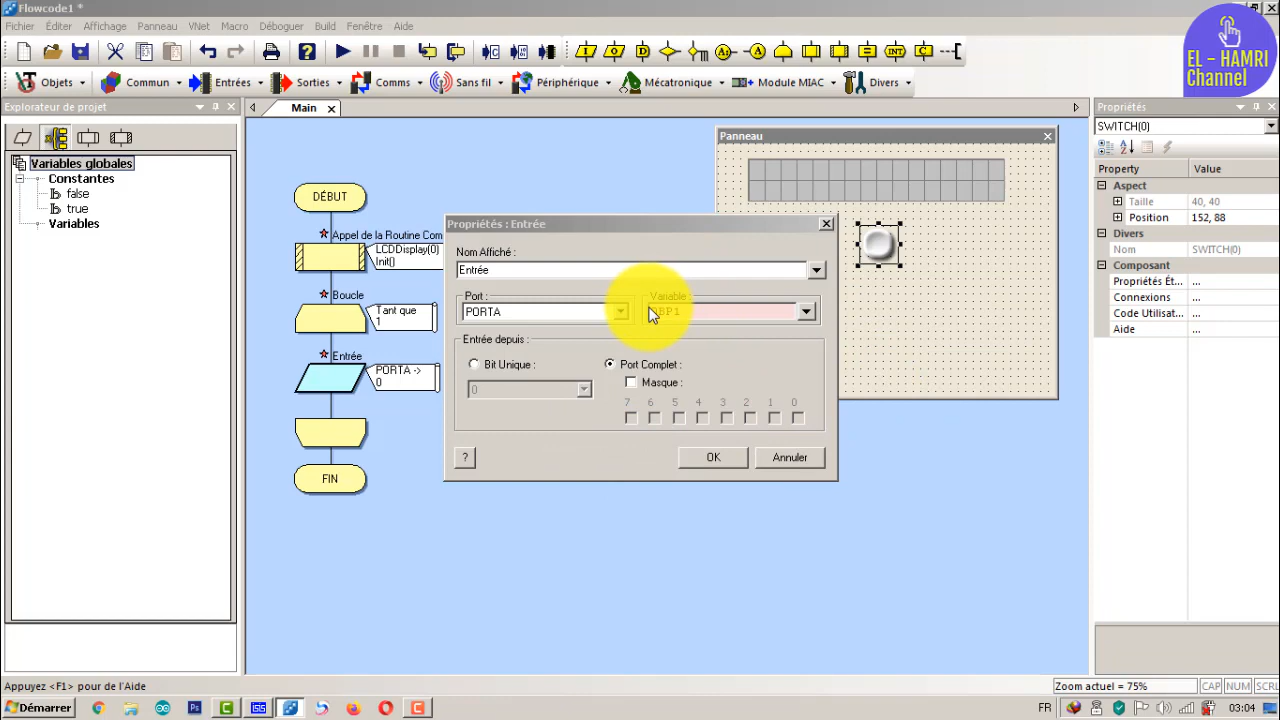 Flowcode1 *
EL - HAMRI
Channel
Fichier Éditer Affichage Panneau VNet Macro Déboguer Build Fenêtre Aide
Objets Commun Entrées Sorties Comms Sans fil Périphérique Mécatronique Module MIAC Divers
Explorateur de projet
Main
Propriétés
Variables globales
Constantes
false
true
Variables
DÉBUT
Appel de la Routine Com
LCDDisplay(0)
Init()
Boucle
Tant que
1
Entrée
PORTA ->
0
FIN
Panneau
Propriétés : Entrée
Nom Affiché :
Entrée
Port :
PORTA
Variable :
Entrée depuis :
Bit Unique :
0
Port Complet :
Masque :
7 6 5 4 3 2 1 0
?
OK
Annuler
SWITCH(0)
Property Value
Aspect
Taille 40, 40
Position 152, 88
Divers
Nom SWITCH(0)
Composant
Propriétés Ét... ...
Connexions ...
Code Utilisat... ...
Aide ...
Appuyez <F1> pour de l'Aide
Zoom actuel = 75%
CAP NUM SCRL
Démarrer
FR
03:04